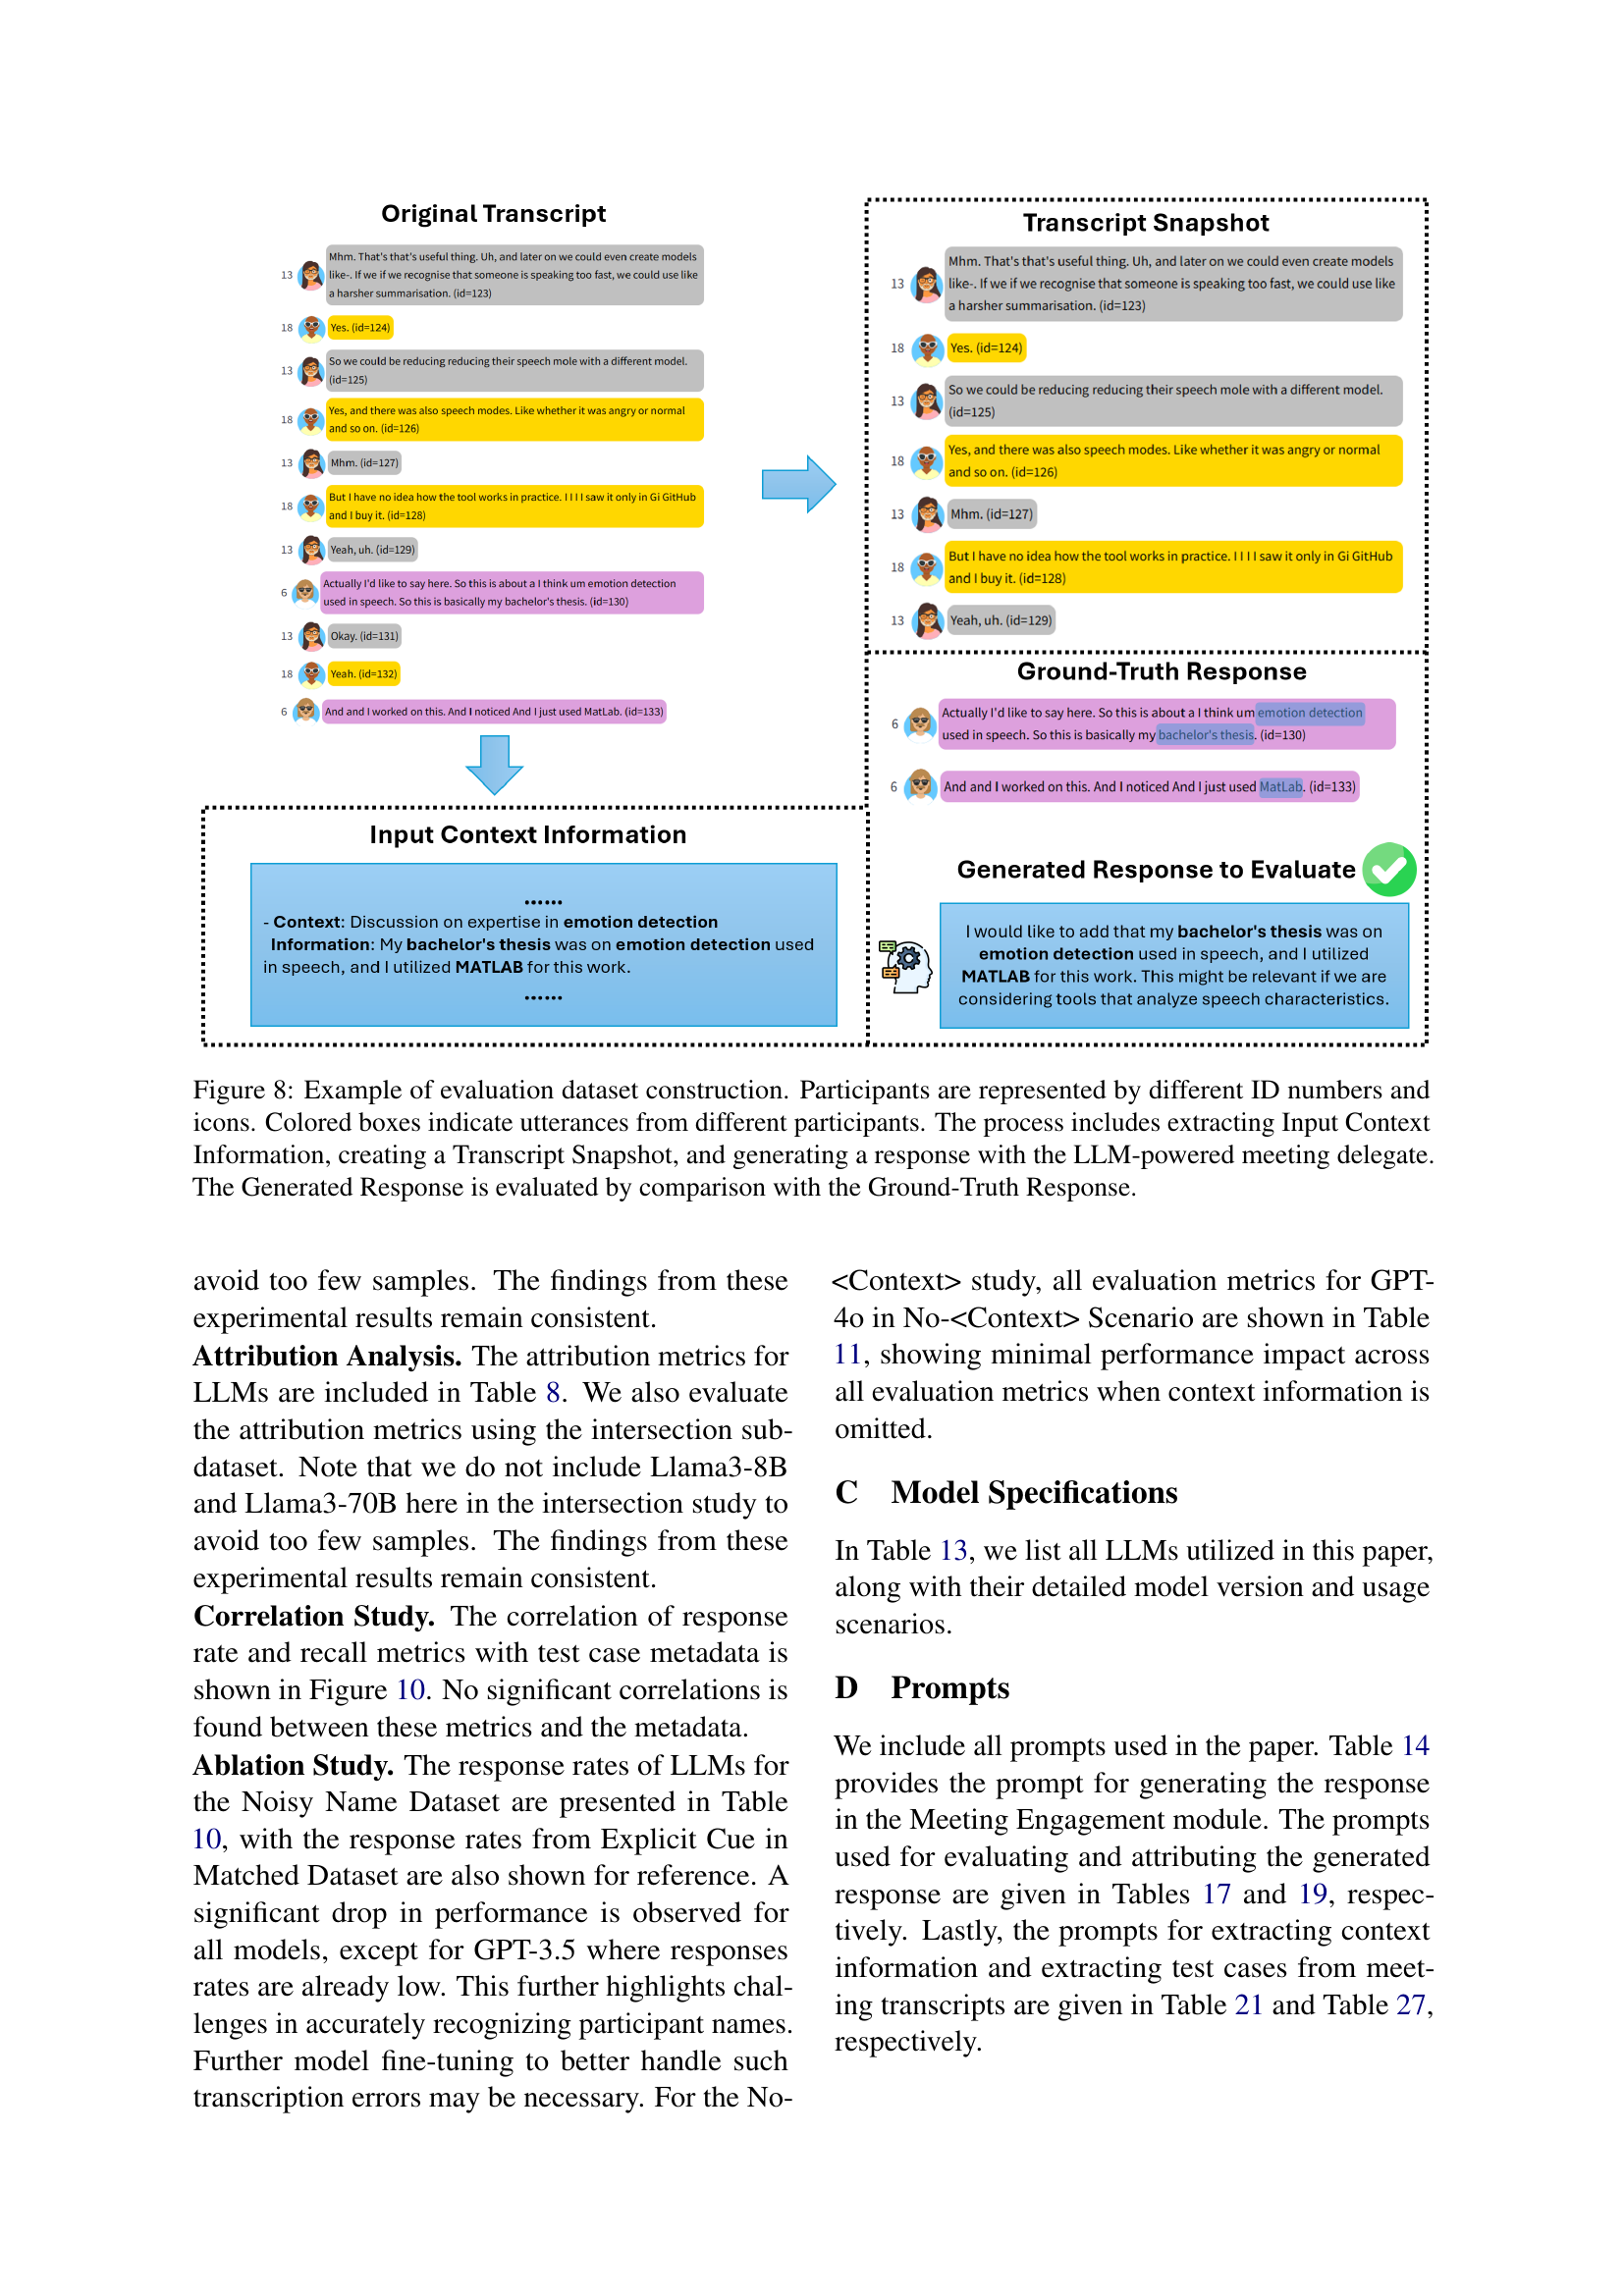 Original Transcript
13
Mhm. That's that's useful thing. Uh, and later on we could even create models
like-. If we if we recognise that someone is speaking too fast, we could use like
a harsher summarisation. (id=123)
18
Yes. (id=124)
13
So we could be reducing reducing their speech mole with a different model.
(id=125)
18
Yes, and there was also speech modes. Like whether it was angry or normal
and so on. (id=126)
13
Mhm. (id=127)
18
But I have no idea how the tool works in practice. I I I I saw it only in Gi GitHub
and I buy it. (id=128)
13
Yeah, uh. (id=129)
6
Actually I'd like to say here. So this is about a I think um emotion detection
used in speech. So this is basically my bachelor's thesis. (id=130)
13
Okay. (id=131)
18
Yeah. (id=132)
6
And and I worked on this. And I noticed And I just used MatLab. (id=133)
Input Context Information
......
- Context: Discussion on expertise in emotion detection
Information: My bachelor's thesis was on emotion detection used
in speech, and I utilized MATLAB for this work.
......
Transcript Snapshot
13
Mhm. That's that's useful thing. Uh, and later on we could even create models
like-. If we if we recognise that someone is speaking too fast, we could use like
a harsher summarisation. (id=123)
18
Yes. (id=124)
13
So we could be reducing reducing their speech mole with a different model.
(id=125)
18
Yes, and there was also speech modes. Like whether it was angry or normal
and so on. (id=126)
13
Mhm. (id=127)
18
But I have no idea how the tool works in practice. I I I I saw it only in Gi GitHub
and I buy it. (id=128)
13
Yeah, uh. (id=129)
Ground-Truth Response
6
Actually I'd like to say here. So this is about a I think um emotion detection
used in speech. So this is basically my bachelor's thesis. (id=130)
6
And and I worked on this. And I noticed And I just used MatLab. (id=133)
Generated Response to Evaluate
I would like to add that my bachelor's thesis was on
emotion detection used in speech, and I utilized
MATLAB for this work. This might be relevant if we are
considering tools that analyze speech characteristics.
Figure 8: Example of evaluation dataset construction. Participants are represented by different ID numbers and
icons. Colored boxes indicate utterances from different participants. The process includes extracting Input Context
Information, creating a Transcript Snapshot, and generating a response with the LLM-powered meeting delegate.
The Generated Response is evaluated by comparison with the Ground-Truth Response.
avoid too few samples. The findings from these
experimental results remain consistent.
Attribution Analysis. The attribution metrics for
LLMs are included in Table 8. We also evaluate
the attribution metrics using the intersection sub-
dataset. Note that we do not include Llama3-8B
and Llama3-70B here in the intersection study to
avoid too few samples. The findings from these
experimental results remain consistent.
Correlation Study. The correlation of response
rate and recall metrics with test case metadata is
shown in Figure 10. No significant correlations is
found between these metrics and the metadata.
Ablation Study. The response rates of LLMs for
the Noisy Name Dataset are presented in Table
10, with the response rates from Explicit Cue in
Matched Dataset are also shown for reference. A
significant drop in performance is observed for
all models, except for GPT-3.5 where responses
rates are already low. This further highlights chal-
lenges in accurately recognizing participant names.
Further model fine-tuning to better handle such
transcription errors may be necessary. For the No-
<Context> study, all evaluation metrics for GPT-
4o in No-<Context> Scenario are shown in Table
11, showing minimal performance impact across
all evaluation metrics when context information is
omitted.
C Model Specifications
In Table 13, we list all LLMs utilized in this paper,
along with their detailed model version and usage
scenarios.
D Prompts
We include all prompts used in the paper. Table 14
provides the prompt for generating the response
in the Meeting Engagement module. The prompts
used for evaluating and attributing the generated
response are given in Tables 17 and 19, respec-
tively. Lastly, the prompts for extracting context
information and extracting test cases from meet-
ing transcripts are given in Table 21 and Table 27,
respectively.